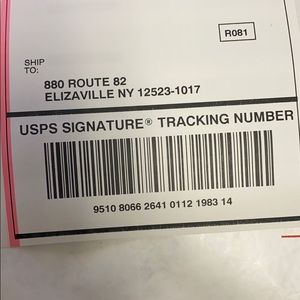 R081
SHIP
TO:
880 ROUTE 82
ELIZAVILLE NY 12523-1017
USPS SIGNATURE® TRACKING NUMBER
9510 8066 2641 0112 1983 14